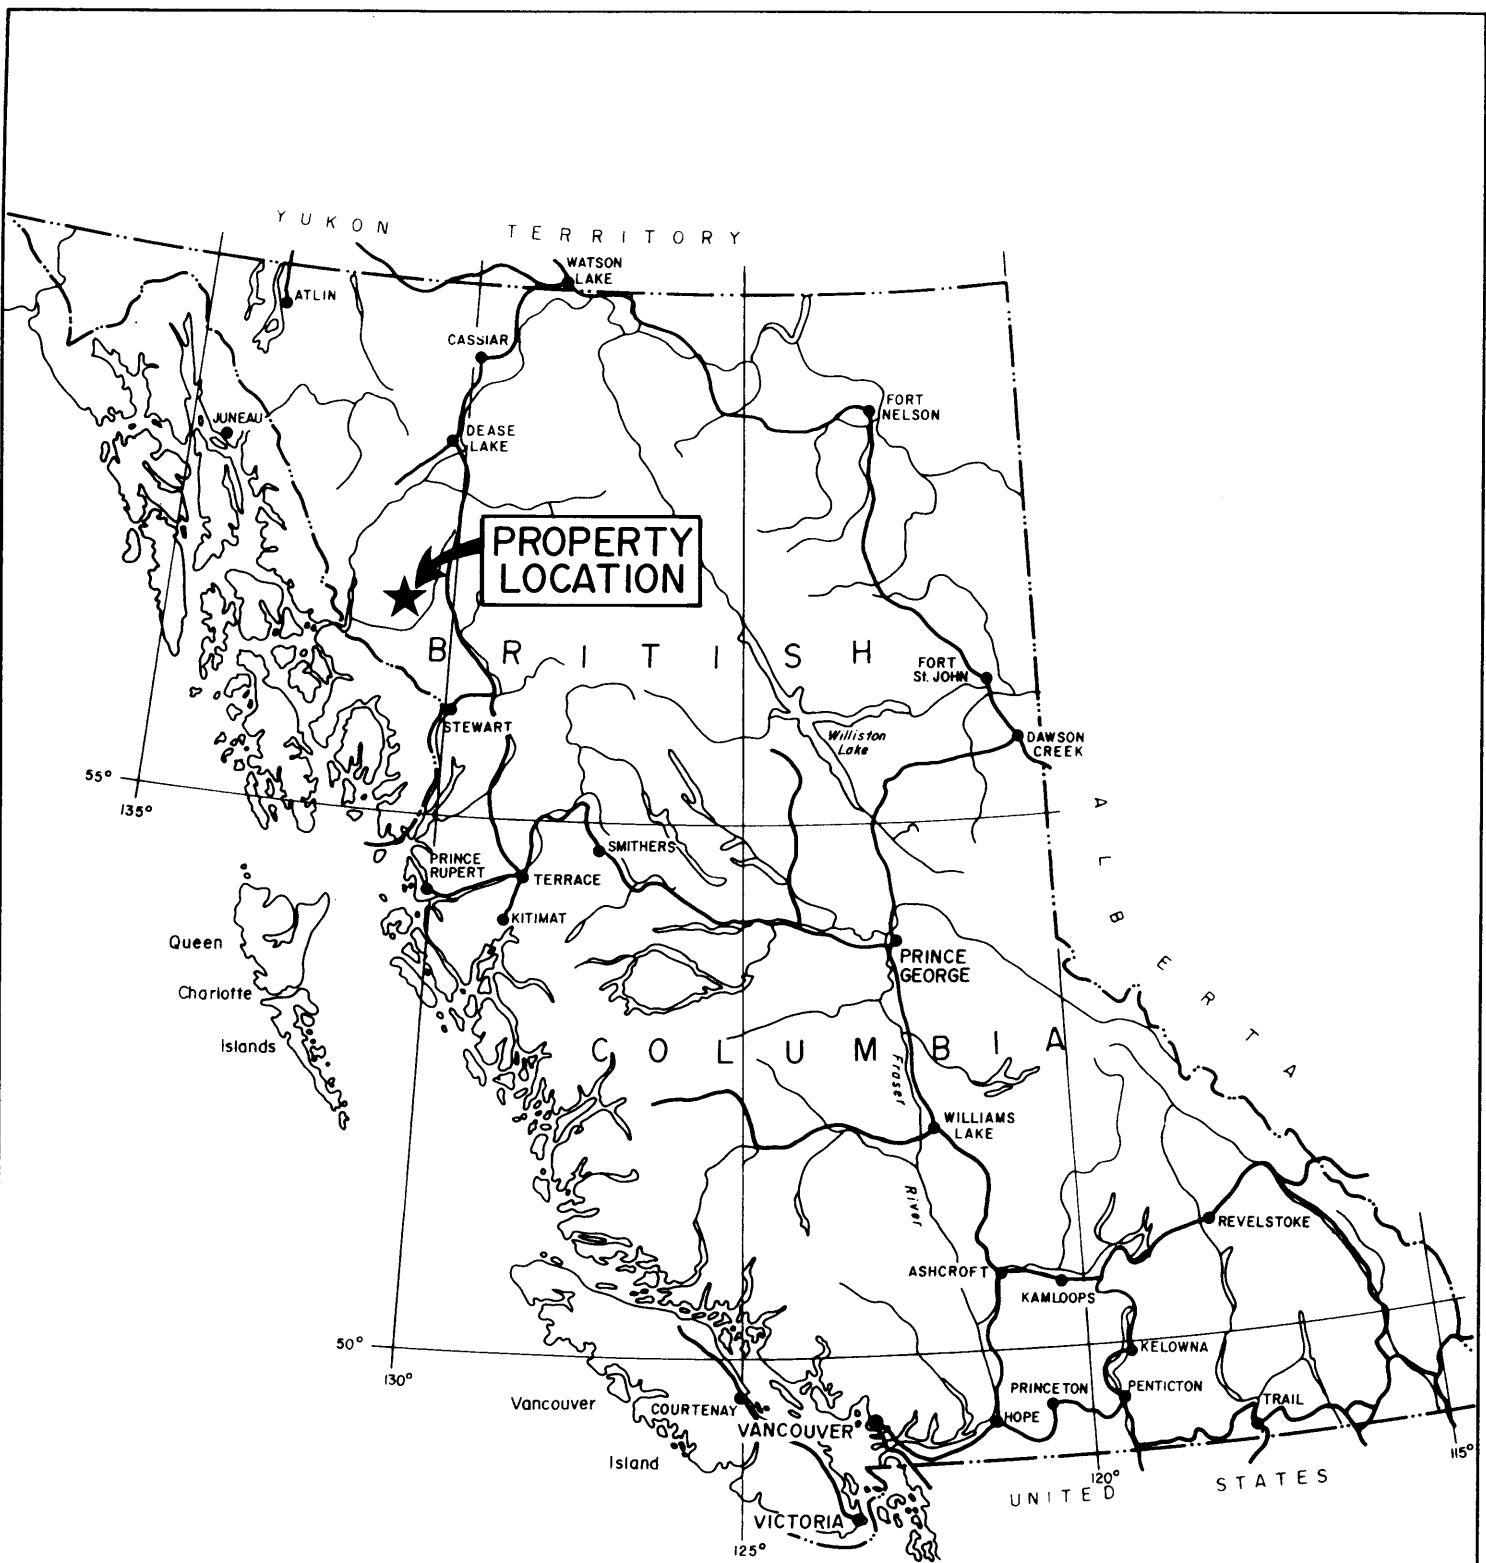 YUKON TERRITORY
WATSON
LAKE
ATLIN
CASSIAR
FORT
NELSON
JUNEAU
DEASE
LAKE
PROPERTY
LOCATION
BRITISH
FORT
St. JOHN
STEWART
Williston
Lake
DAWSON
CREEK
55°
135°
ALBERTA
SMITHERS
PRINCE
RUPERT
TERRACE
KITIMAT
Queen
Charlotte
Islands
PRINCE
GEORGE
COLUMBIA
Fraser
River
WILLIAMS
LAKE
REVELSTOKE
ASHCROFT
KAMLOOPS
50°
130°
KELOWNA
PRINCETON
PENTICTON
TRAIL
HOPE
Vancouver
Island
COURTENAY
VANCOUVER
115°
120°
UNITED STATES
VICTORIA
125°